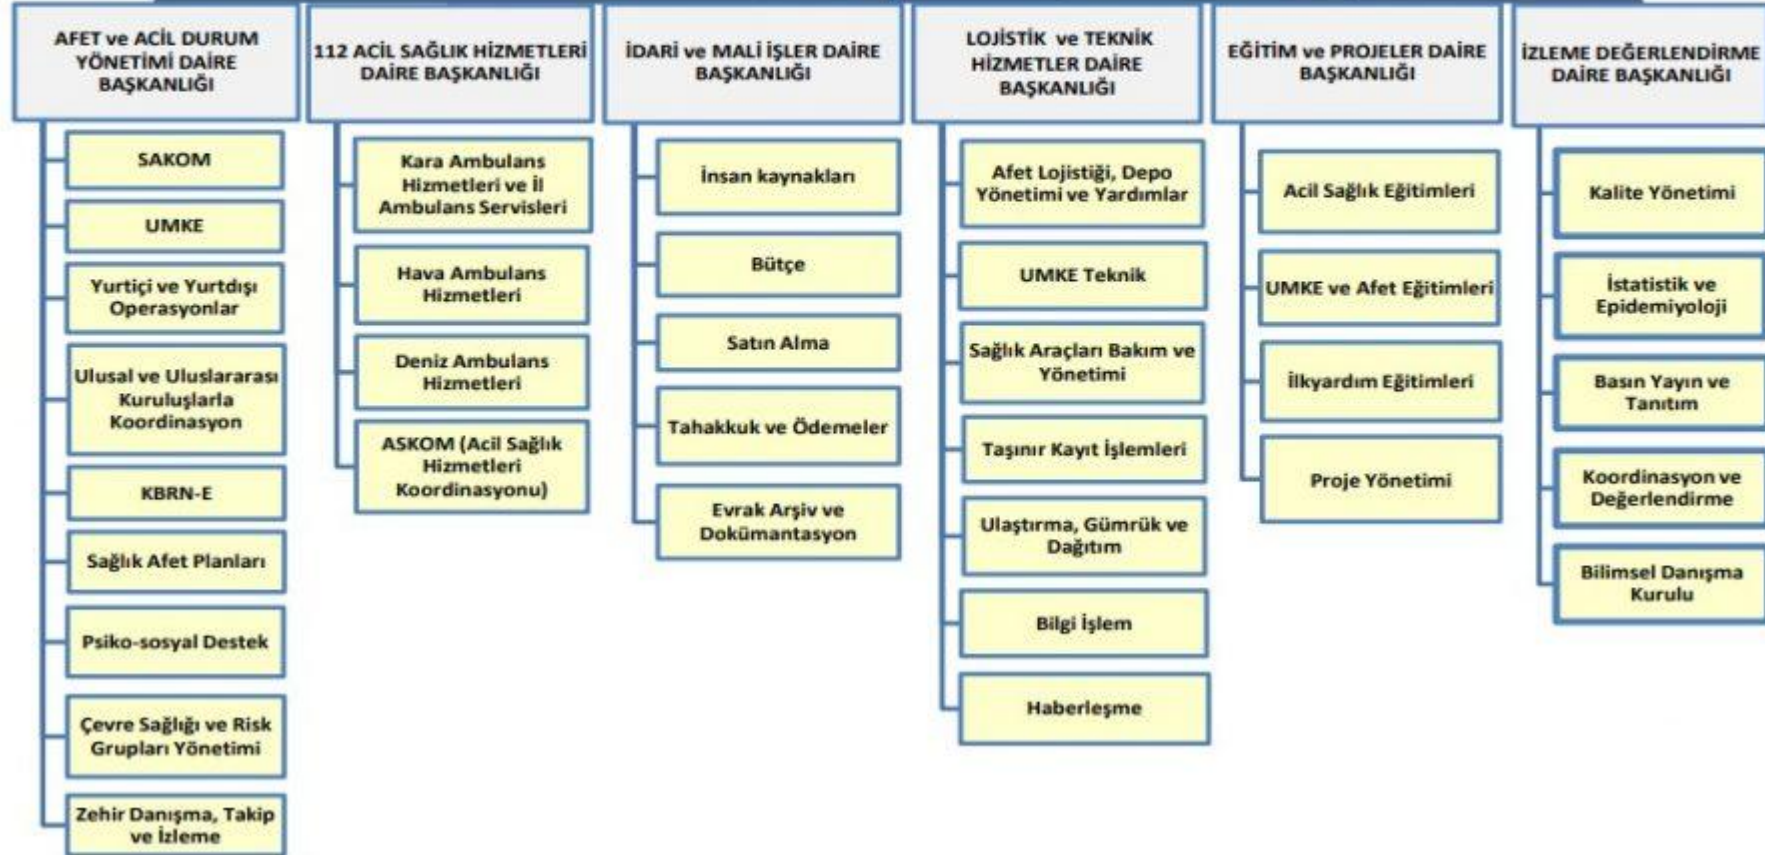 AFET ve ACİL DURUM
YÖNETİMİ DAİRE
BAŞKANLIĞI
SAKOM
UMKE
Yurtiçi ve Yurtdışı
Operasyonlar
Ulusal ve Uluslararası
Kuruluşlarla
Koordinasyon
KBRN-E
Sağlık Afet Planları
Psiko-sosyal Destek
Çevre Sağlığı ve Risk
Grupları Yönetimi
Zehir Danışma, Takip
ve İzleme
112 ACİL SAĞLIK HİZMETLERİ
DAİRE BAŞKANLIĞI
Kara Ambulans
Hizmetleri ve İl
Ambulans Servisleri
Hava Ambulans
Hizmetleri
Deniz Ambulans
Hizmetleri
ASKOM (Acil Sağlık
Hizmetleri
Koordinasyonu)
İDARİ ve MALİ İŞLER DAİRE
BAŞKANLIĞI
İnsan kaynakları
Bütçe
Satın Alma
Tahakkuk ve Ödemeler
Evrak Arşiv ve
Dokümantasyon
LOJİSTİK ve TEKNİK
HİZMETLER DAİRE
BAŞKANLIĞI
Afet Lojistiği, Depo
Yönetimi ve Yardımlar
UMKE Teknik
Sağlık Araçları Bakım ve
Yönetimi
Taşınır Kayıt İşlemleri
Ulaştırma, Gümrük ve
Dağıtım
Bilgi İşlem
Haberleşme
EĞİTİM ve PROJELER DAİRE
BAŞKANLIĞI
Acil Sağlık Eğitimleri
UMKE ve Afet Eğitimleri
İlkyardım Eğitimleri
Proje Yönetimi
İZLEME DEĞERLENDİRME
DAİRE BAŞKANLIĞI
Kalite Yönetimi
İstatistik ve
Epidemiyoloji
Basın Yayın ve
Tanıtım
Koordinasyon ve
Değerlendirme
Bilimsel Danışma
Kurulu